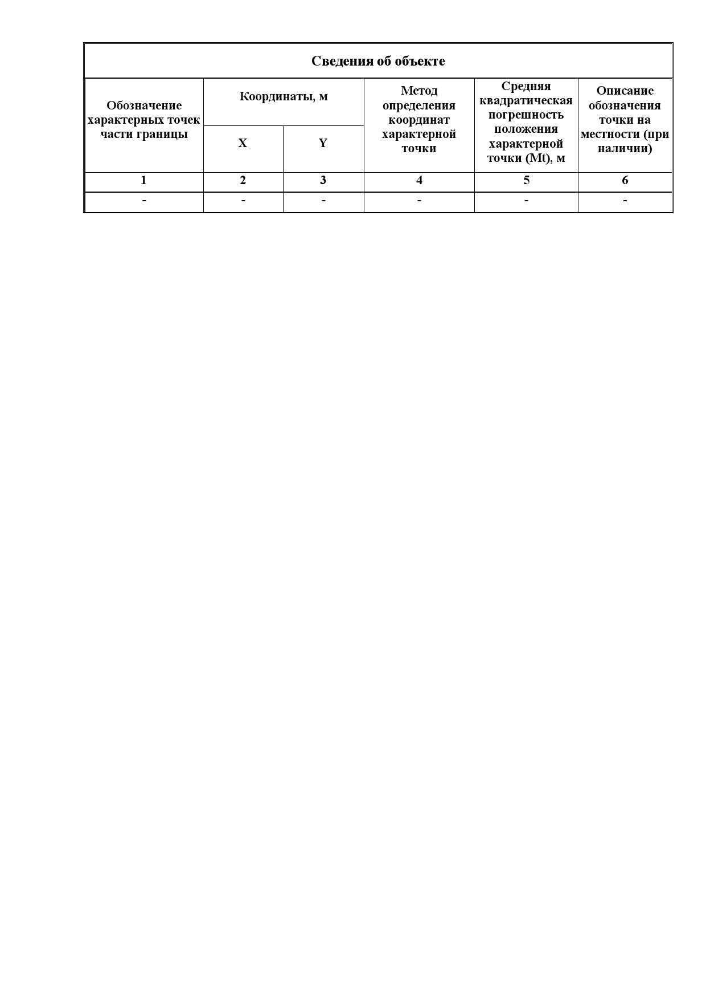 Сведения об объекте
Обозначение
характерных точек
части границы
Координаты, м
X
Y
Метод
определения
координат
характерной
точки
Средняя
квадратическая
погрешность
положения
характерной
точки (Mt), м
Описание
обозначения
точки на
местности (при
наличии)
1 2 3 4 5 6
- - - - - -